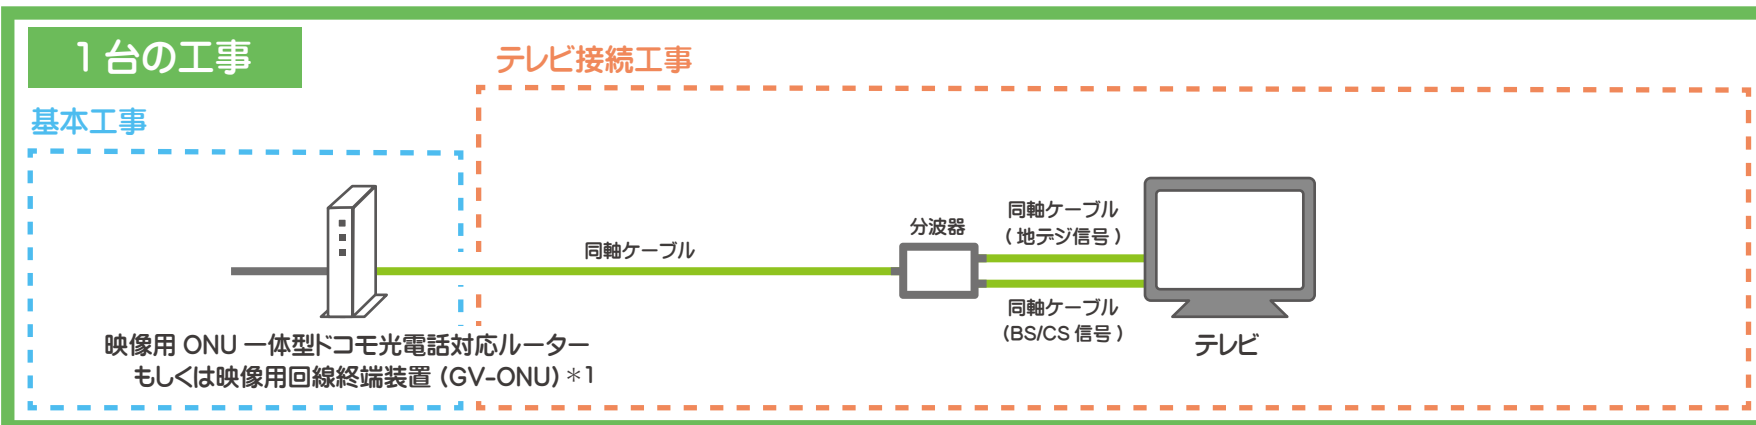 1台の工事
テレビ接続工事
基本工事
同軸ケーブル
分波器
同軸ケーブル
(地デジ信号)
同軸ケーブル
(BS/CS 信号)
テレビ
映像用 ONU 一体型ドコモ光電話対応ルーター
もしくは映像用回線終端装置(GV-ONU)＊1